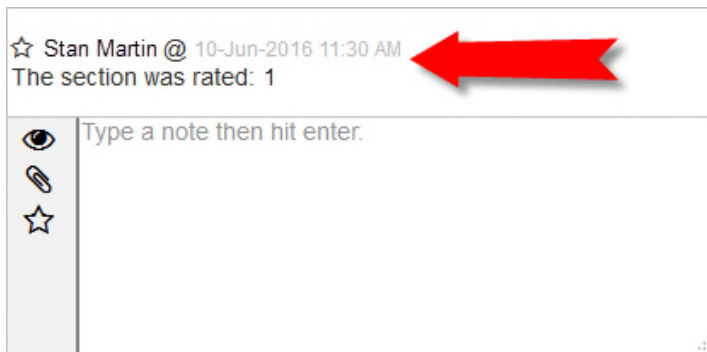 Stan Martin @ 10-Jun-2016 11:30 AM
The section was rated: 1
Type a note then hit enter.